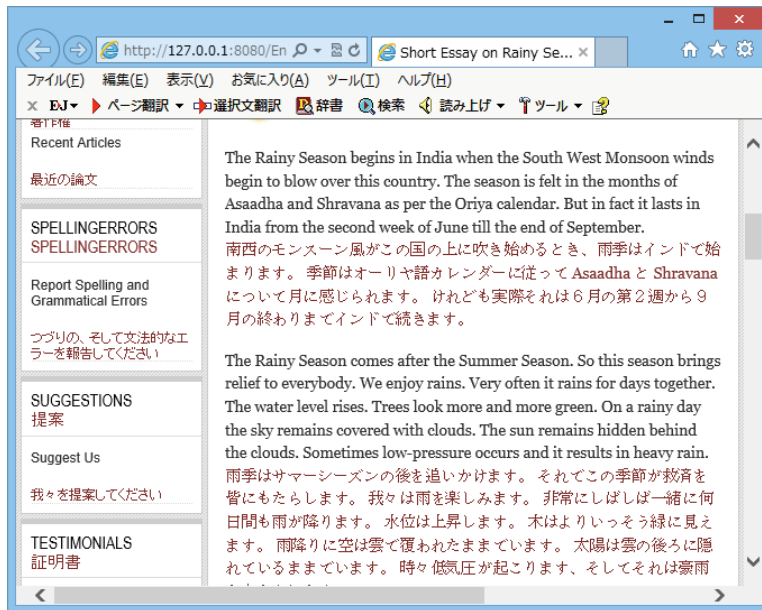 http://127.0.0.1:8080/En
Short Essay on Rainy Se...
ファイル(F) 編集(E) 表示(V) お気に入り(A) ツール(T) ヘルプ(H)
EJ ページ翻訳 選択文翻訳 辞書 検索 読み上げ ツール
著作権
Recent Articles
最近の論文
SPELLINGERRORS
SPELLINGERRORS
Report Spelling and
Grammatical Errors
つづりの、そして文法的なエ
ラーを報告してください
SUGGESTIONS
提案
Suggest Us
我々を提案してください
TESTIMONIALS
証明書
The Rainy Season begins in India when the South West Monsoon winds
begin to blow over this country. The season is felt in the months of
Asaadha and Shravana as per the Oriya calendar. But in fact it lasts in
India from the second week of June till the end of September.
南西のモンスーン風がこの国の上に吹き始めるとき、雨季はインドで始
まります。 季節はオーリヤ語カレンダーに従って Asaadha と Shravana
について月に感じられます。 けれども実際それは６月の第２週から９
月の終わりまでインドで続きます。
The Rainy Season comes after the Summer Season. So this season brings
relief to everybody. We enjoy rains. Very often it rains for days together.
The water level rises. Trees look more and more green. On a rainy day
the sky remains covered with clouds. The sun remains hidden behind
the clouds. Sometimes low-pressure occurs and it results in heavy rain.
雨季はサマーシーズンの後を追いかけます。 それでこの季節が救済を
皆にもたらします。 我々は雨を楽しみます。 非常にしばしば一緒に何
日間も雨が降ります。 水位は上昇します。 木はよりいっそう緑に見え
ます。 雨降りに空は雲で覆われたままでいます。 太陽は雲の後ろに隠
れているままでいます。 時々低気圧が起こります、そしてそれは豪雨